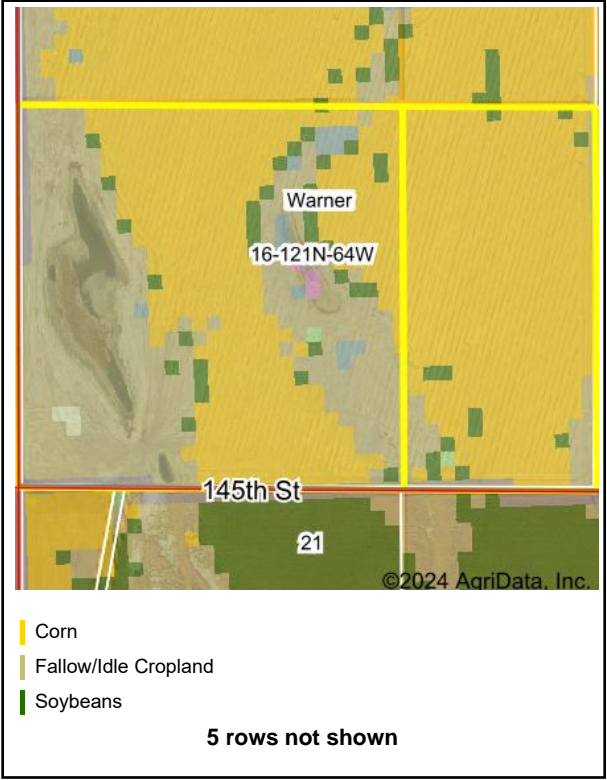 Warner
16-121N-64W
145th St
21
©2024 AgriData, Inc.
Corn
Fallow/Idle Cropland
Soybeans
5 rows not shown